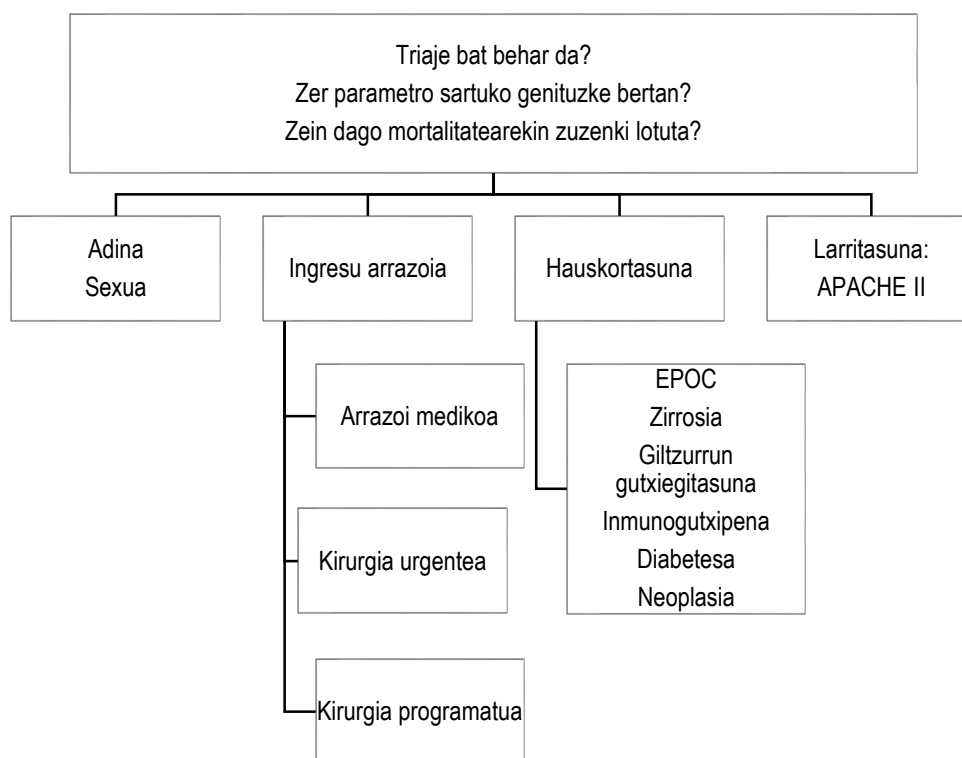 Triaje bat behar da?
Zer parametro sartuko genituzke bertan?
Zein dago mortalitatearekin zuzenki lotuta?
Adina
Sexua
Ingresu arrazoia
Hauskortasuna
Larritasuna:
APACHE II
Arrazoi medikoa
Kirurgia urgentea
Kirurgia programatua
EPOC
Zirrosia
Giltzurrun
gutxiegitasuna
Inmunogutxipena
Diabetesa
Neoplasia